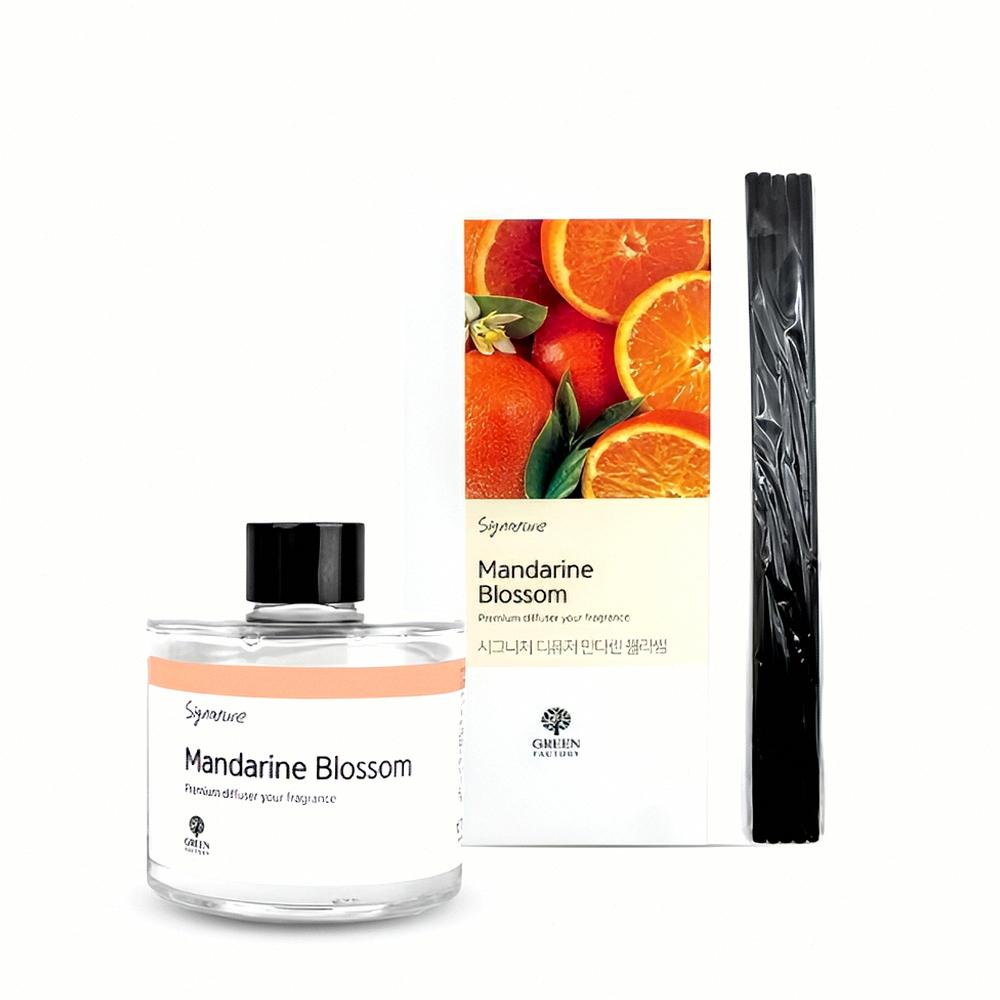 Signature
Mandarine
Blossom
Premium diffuser your fragrance
시그니처 디퓨저 만다린 블라썸
GREEN
FACTORY
Signature
Mandarine Blossom
Premium diffuser your fragrance
GREEN
FACTORY